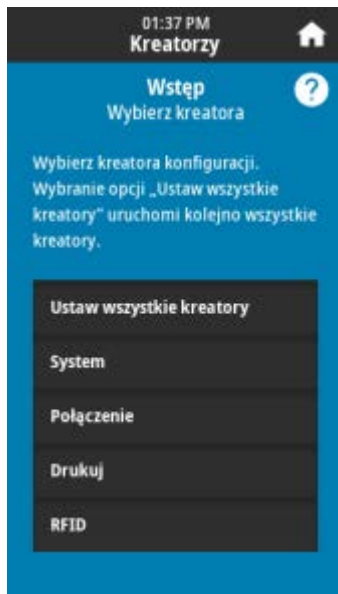 01:37 PM
Kreatorzy
Wstęp
?
Wybierz kreatora
Wybierz kreatora konfiguracji.
Wybranie opcji „Ustaw wszystkie
kreatory” uruchomi kolejno wszystkie
kreatory.
Ustaw wszystkie kreatory
System
Połączenie
Drukuj
RFID